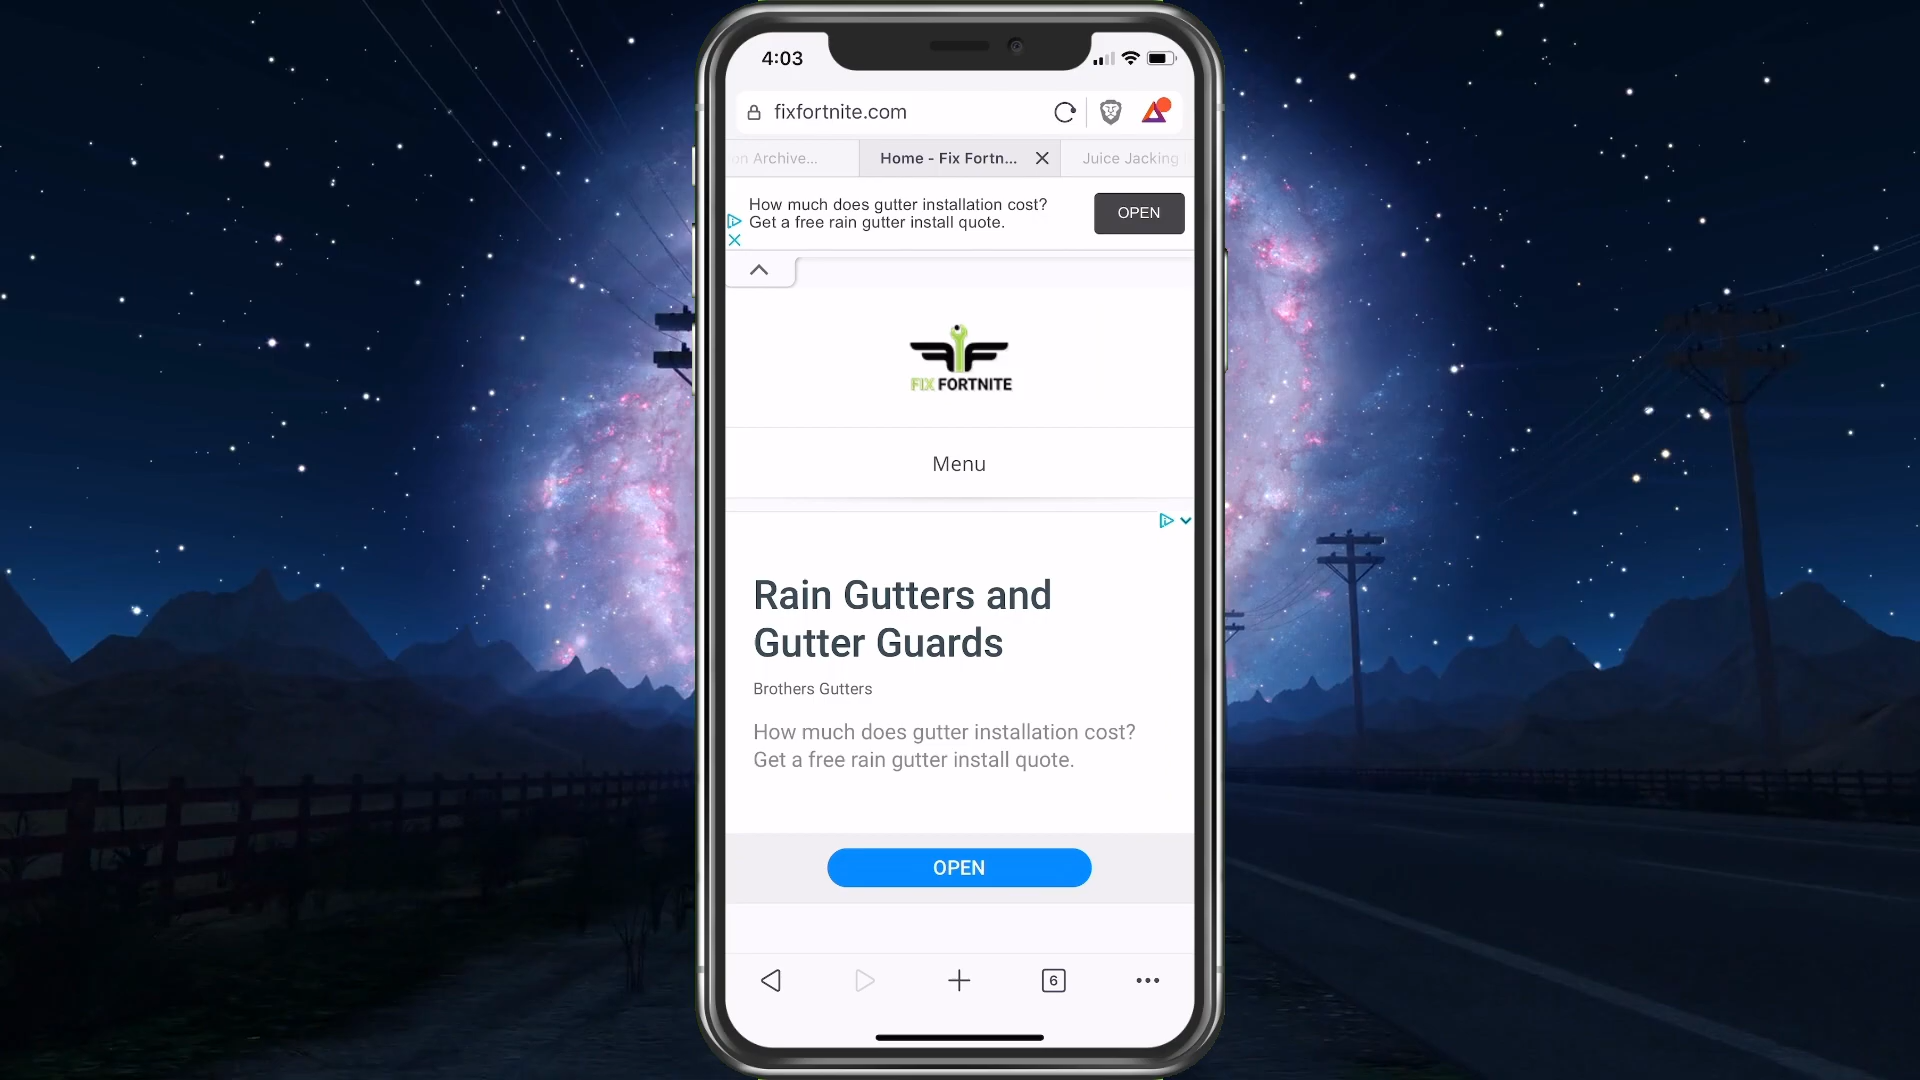 4:03
fixfortnite.com
on Archive...
Home - Fix Fortn...
Juice Jacking
How much does gutter installation cost?
Get a free rain gutter install quote.
OPEN
FIX FORTNITE
Menu
Rain Gutters and
Gutter Guards
Brothers Gutters
How much does gutter installation cost?
Get a free rain gutter install quote.
OPEN
6